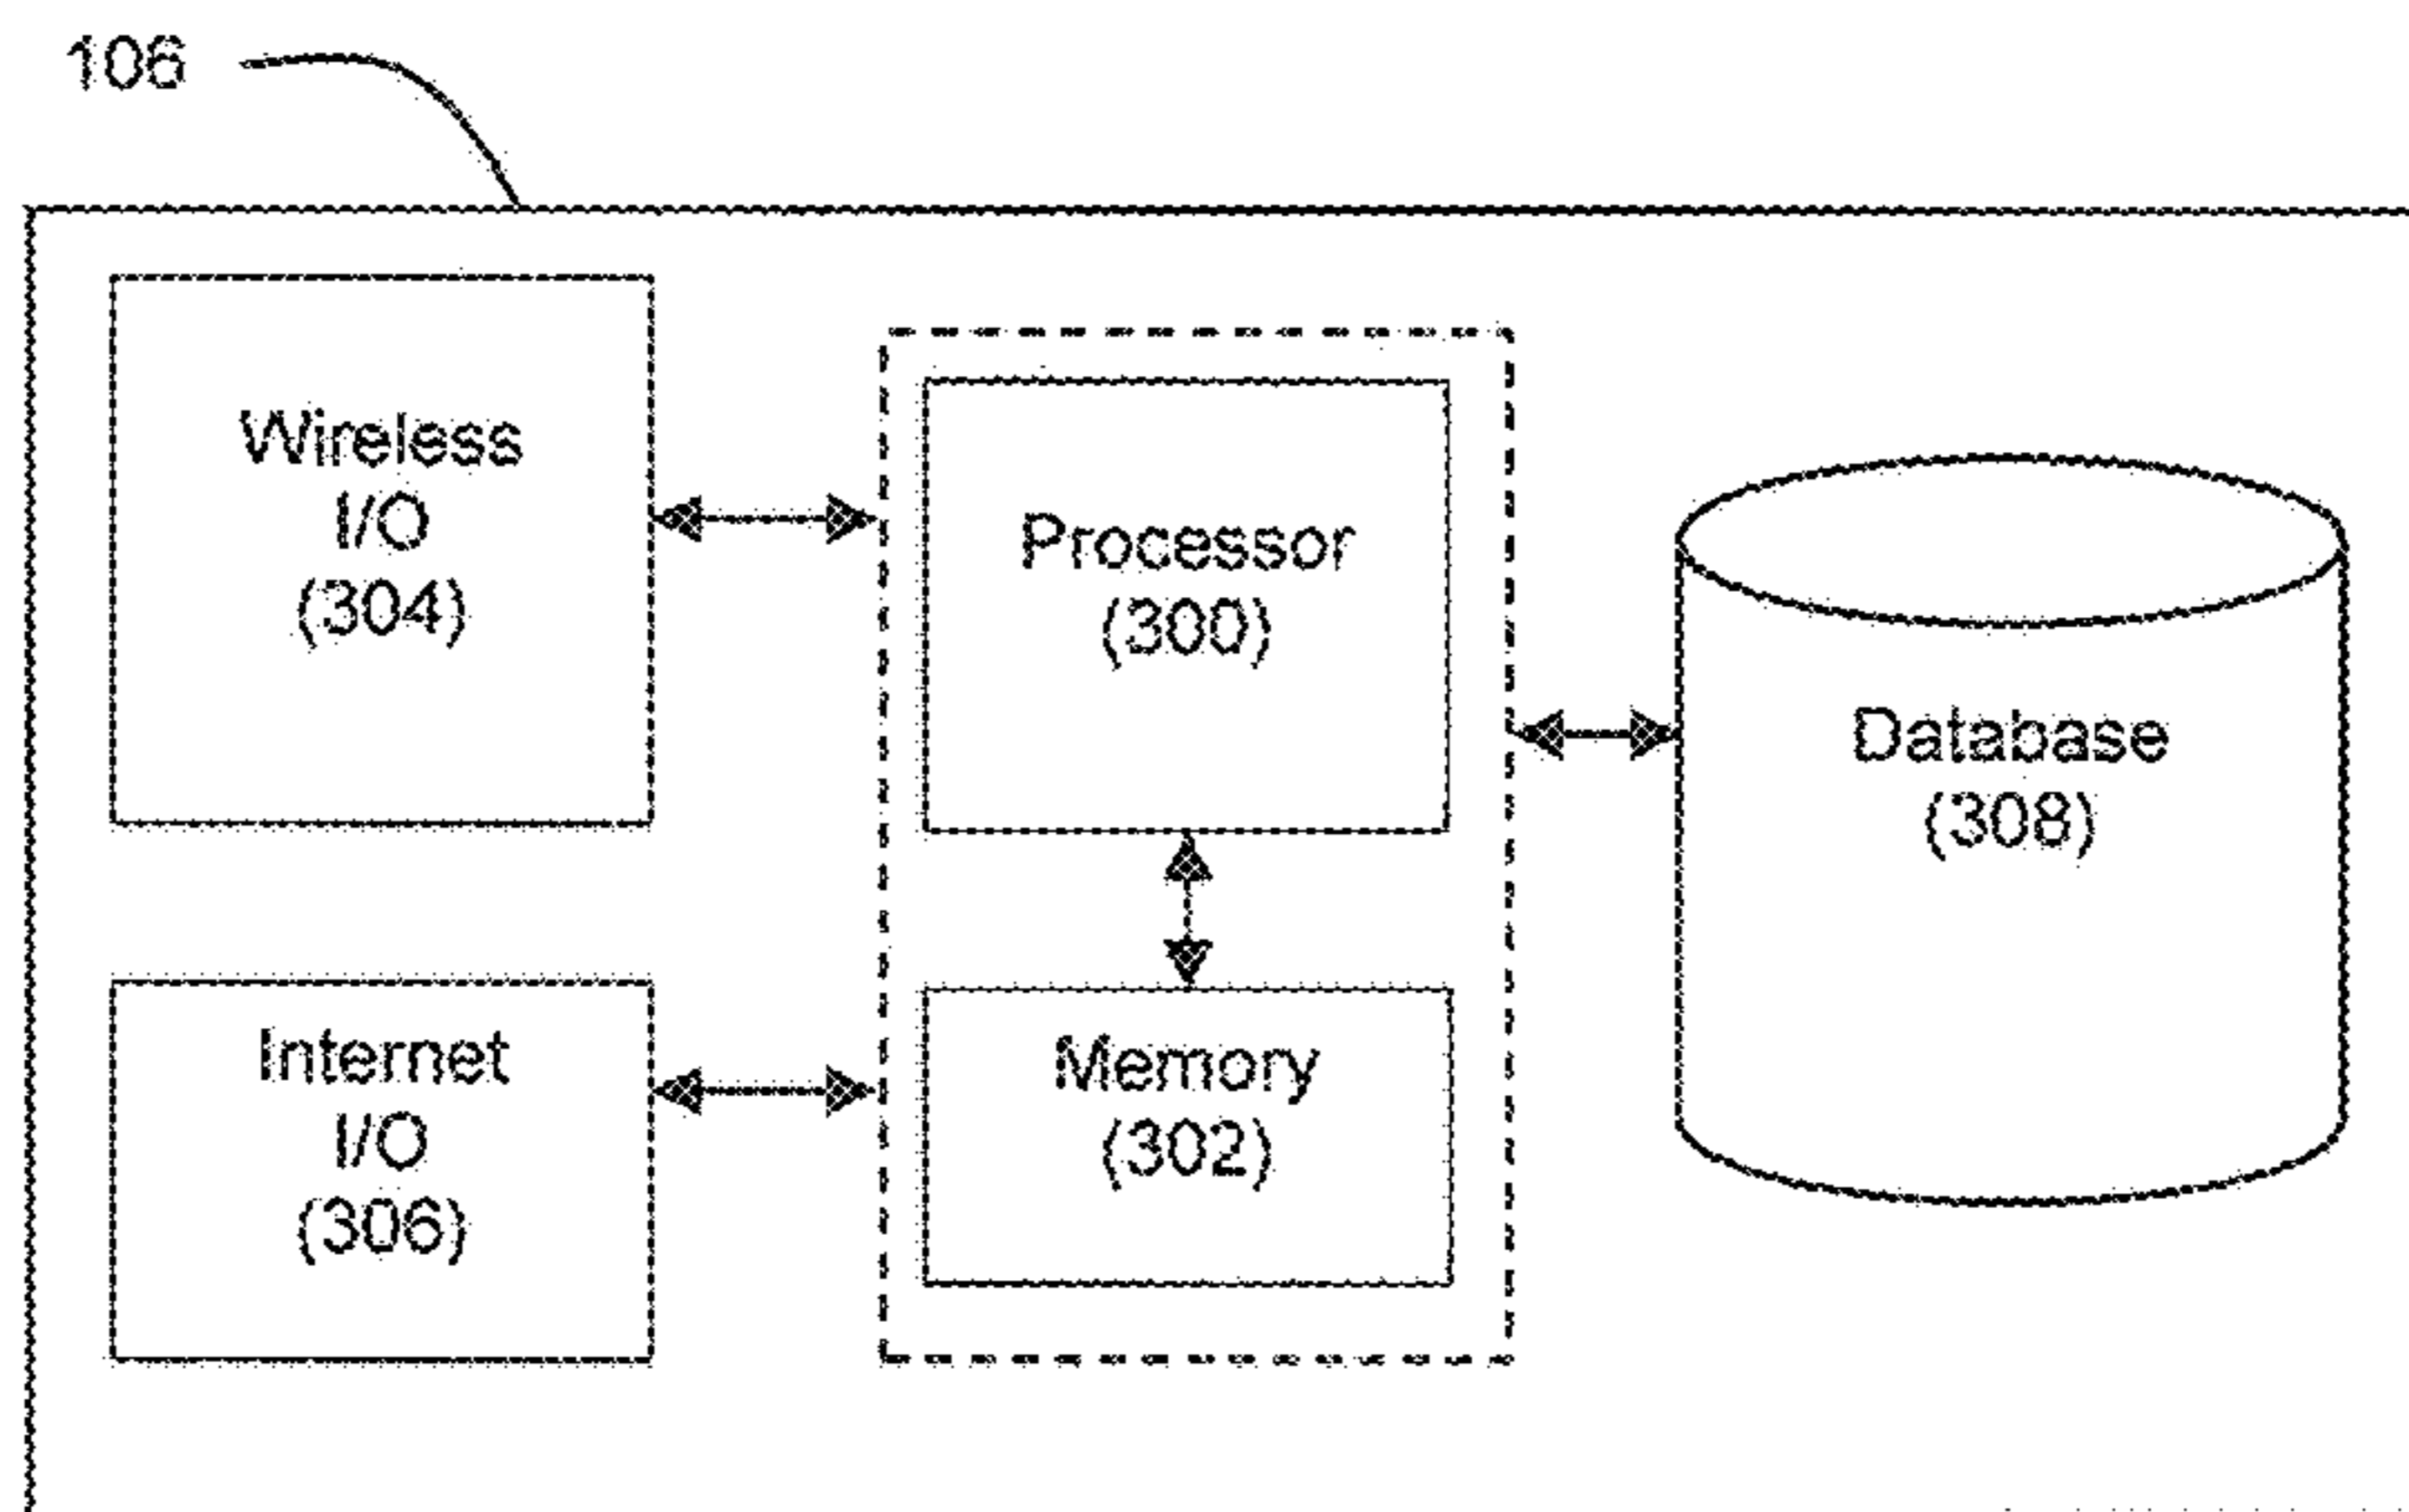 106
Wireless
I/O
(304)
Processor
(300)
Database
(308)
Internet
I/O
(306)
Memory
(302)